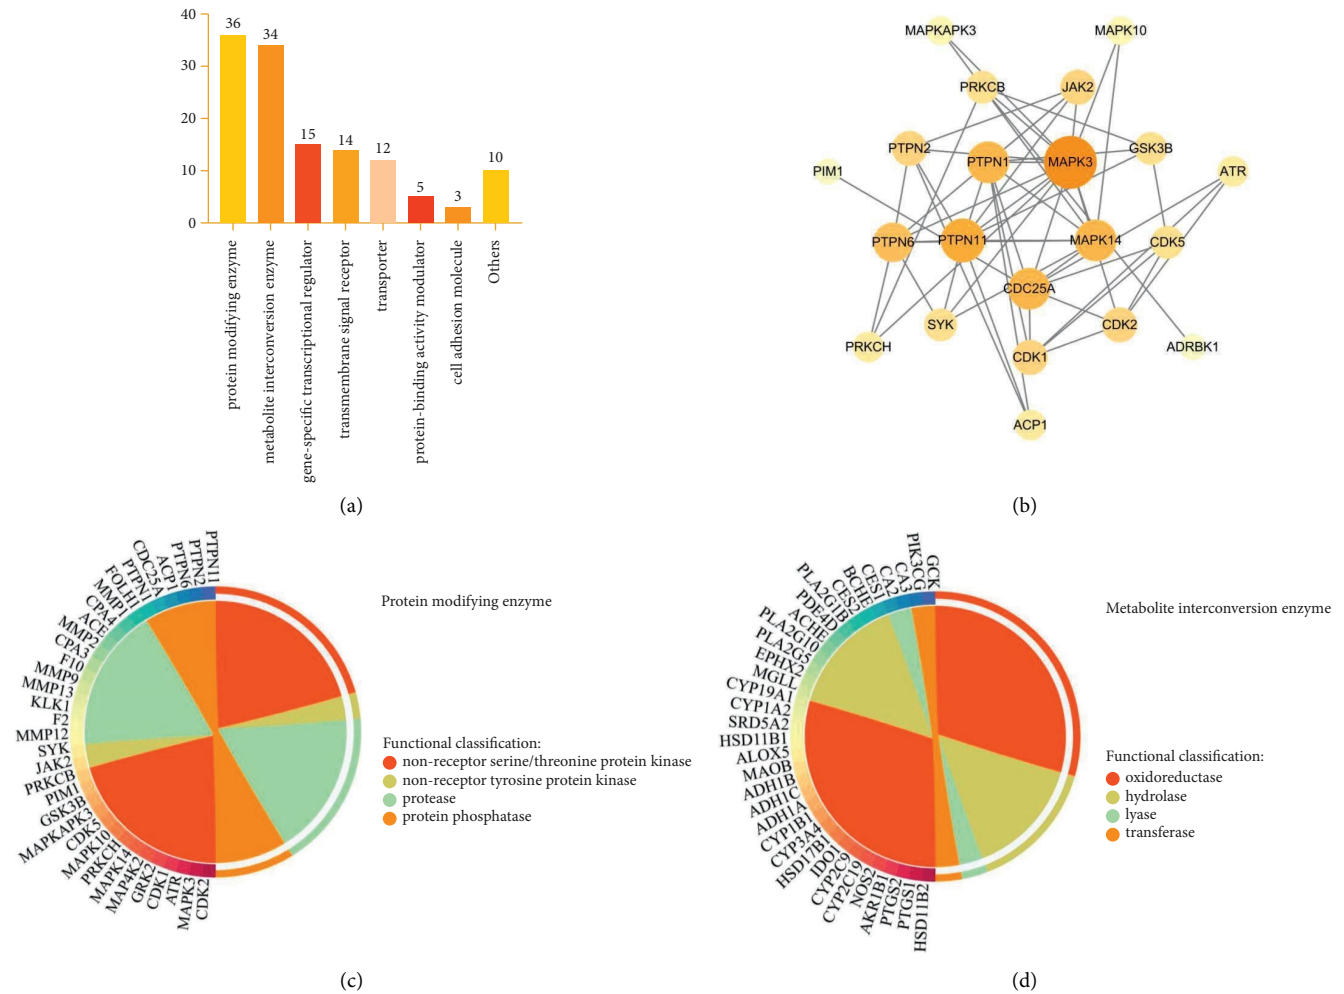 40
30
20
10
0
36
34
15
14
12
5
3
10
protein modifying enzyme
metabolite interconversion enzyme
gene-specific transcriptional regulator
transmembrane signal receptor
transporter
protein-binding activity modulator
cell adhesion molecule
Others
(a)
MAPKAPK3
MAPK10
PRKCB
JAK2
PTPN2
PTPN1
MAPK3
GSK3B
PIM1
ATR
PTPN6
PTPN11
MAPK14
CDK5
CDC25A
SYK
CDK2
PRKCH
CDK1
ADRBK1
ACP1
(b)
PTPN11
PTPN2
PTPN6
ACP1
CDC25A
PTPN1
FOLH1
MMP1
CPA4
ACE
MMP2
CPA3
F10
MMP9
MMP13
KLK1
F2
MMP12
SYK
JAK2
PRKCB
PIM1
GSK3B
MAPKAPK3
CDK5
MAPK10
PRKCH
MAPK14
MAP4K2
GRK2
CDK1
ATR
MAPK3
CDK2
Protein modifying enzyme
Functional classification:
non-receptor serine/threonine protein kinase
non-receptor tyrosine protein kinase
protease
protein phosphatase
(c)
GCK
PIK3CG
CA3
CA2
CES1
BCHE
CES2
PLA2G1B
PDE4D
ACHE
PLA2G10
PLA2G5
EPHX2
MGLL
CYP19A1
CYP1A2
SRD5A2
HSD11B1
ALOX5
MAOB
ADH1B
ADH1C
ADH1A
CYP1B1
CYP3A4
HSD17B1
IDO1
CYP2C9
CYP2C19
NOS2
AKR1B1
PTGS2
PTGS1
HSD11B2
Metabolite interconversion enzyme
Functional classification:
oxidoreductase
hydrolase
lyase
transferase
(d)